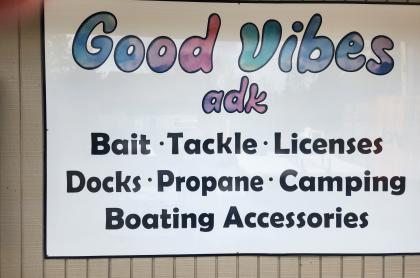 Good Vibes
adk
Bait · Tackle · Licenses
Docks · Propane · Camping
Boating Accessories